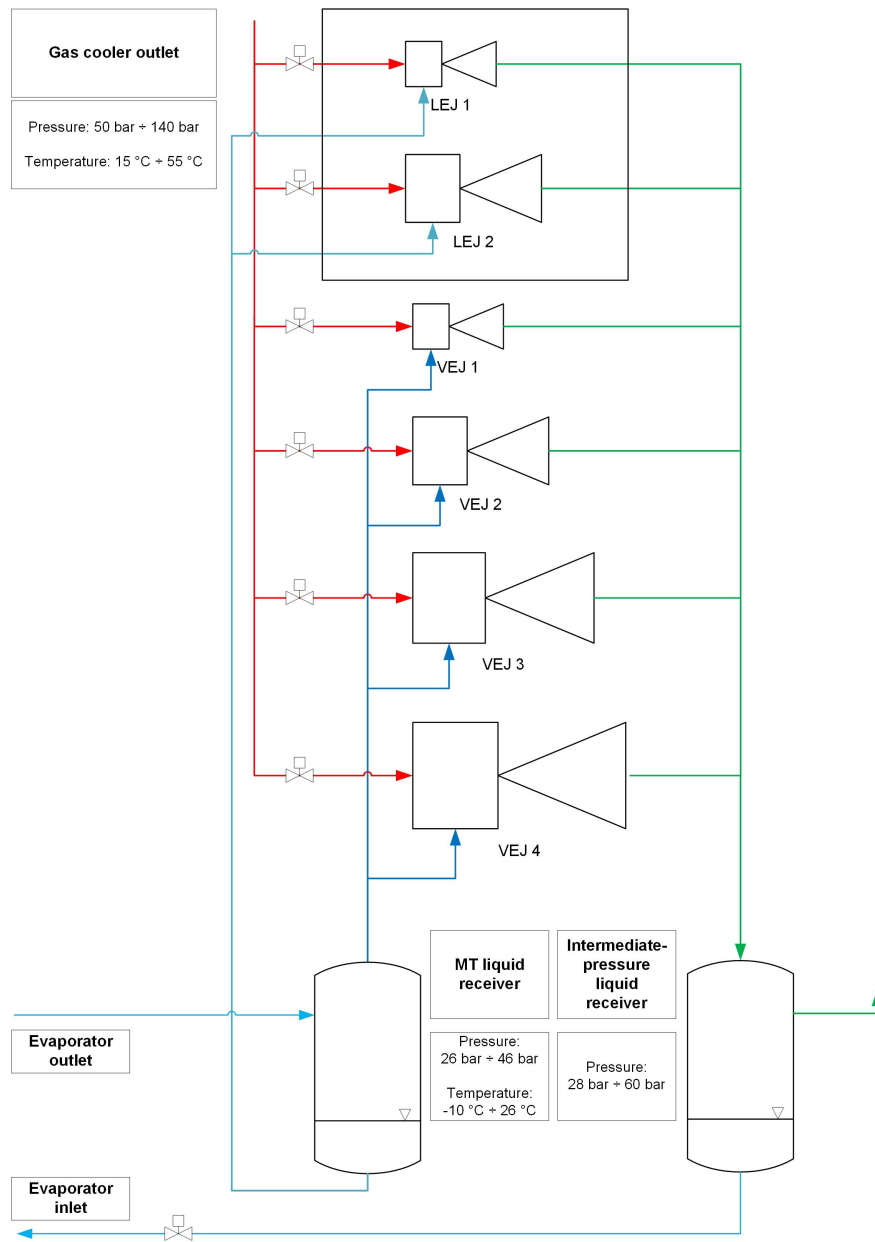 Gas cooler outlet
Pressure: 50 bar ÷ 140 bar
Temperature: 15 °C ÷ 55 °C
LEJ 1
LEJ 2
VEJ 1
VEJ 2
VEJ 3
VEJ 4
MT liquid
receiver
Pressure:
26 bar ÷ 46 bar
Temperature:
-10 °C ÷ 26 °C
Intermediate-
pressure
liquid
receiver
Pressure:
28 bar ÷ 60 bar
Evaporator
outlet
Evaporator
inlet